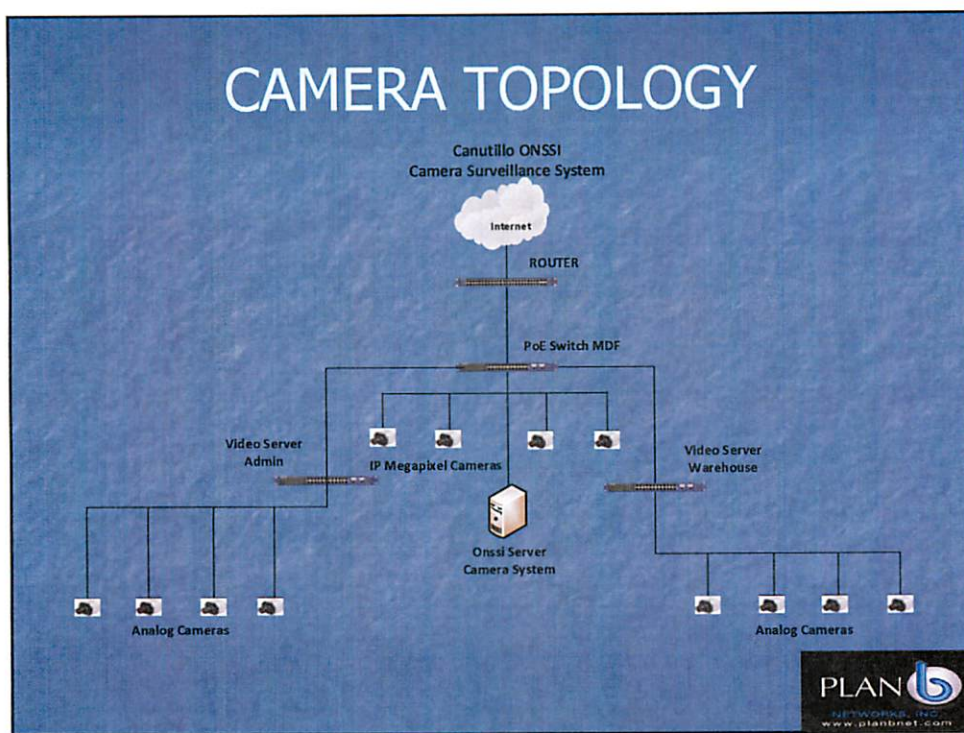 CAMERA TOPOLOGY
Canutillo ONSSI
Camera Surveillance System
Internet
ROUTER
PoE Switch MDF
Video Server
Admin
IP Megapixel Cameras
Video Server
Warehouse
Onssi Server
Camera System
Analog Cameras
Analog Cameras
PLAN b
NETWORKS, INC.
www.planbnet.com